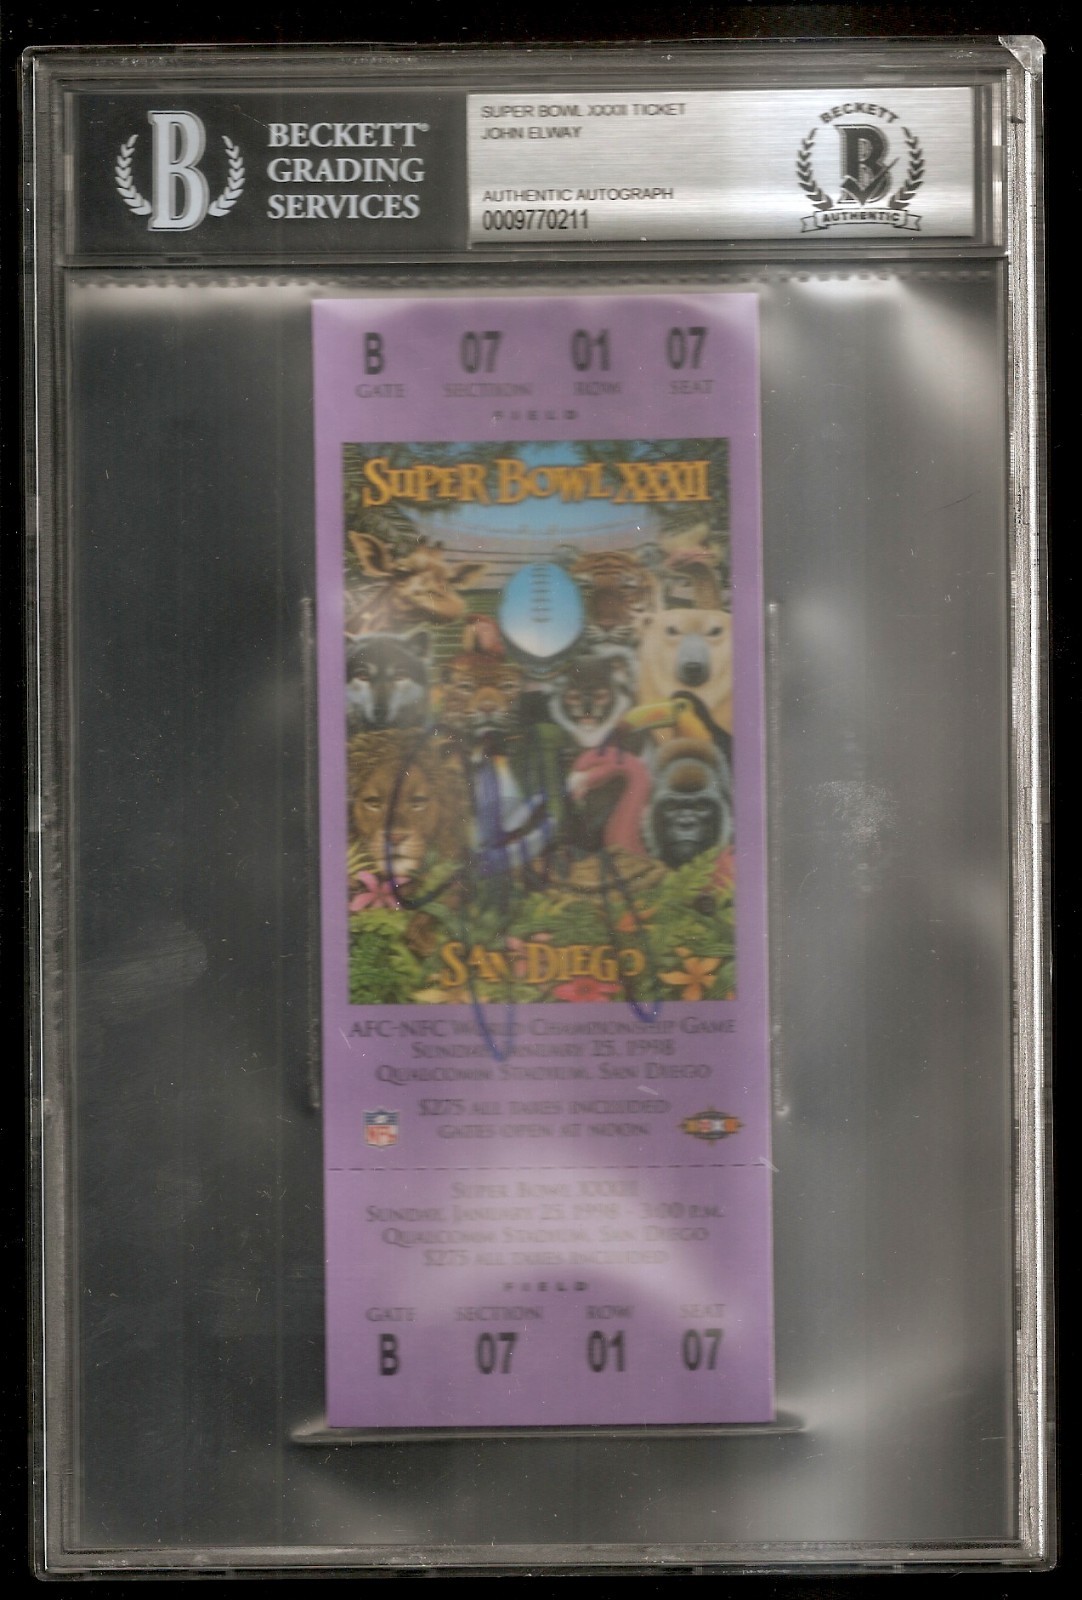 BECKETT®
GRADING
SERVICES
SUPER BOWL XXXII TICKET
JOHN ELWAY
AUTHENTIC AUTOGRAPH
0009770211
BECKETT
B
AUTHENTIC
B 07 01 07
GATE SECTION ROW SEAT
FIELD
SUPER BOWL XXXII
SAN DIEGO
AFC-NFC WORLD CHAMPIONSHIP GAME
SUNDAY, JANUARY 25, 1998
QUALCOMM STADIUM, SAN DIEGO
$275 ALL TAXES INCLUDED
GATES OPEN AT NOON
NFL
SUPER BOWL XXXII
SUNDAY, JANUARY 25, 1998 - 3:00 P.M.
QUALCOMM STADIUM, SAN DIEGO
$275 ALL TAXES INCLUDED
FIELD
GATE SECTION ROW SEAT
B 07 01 07